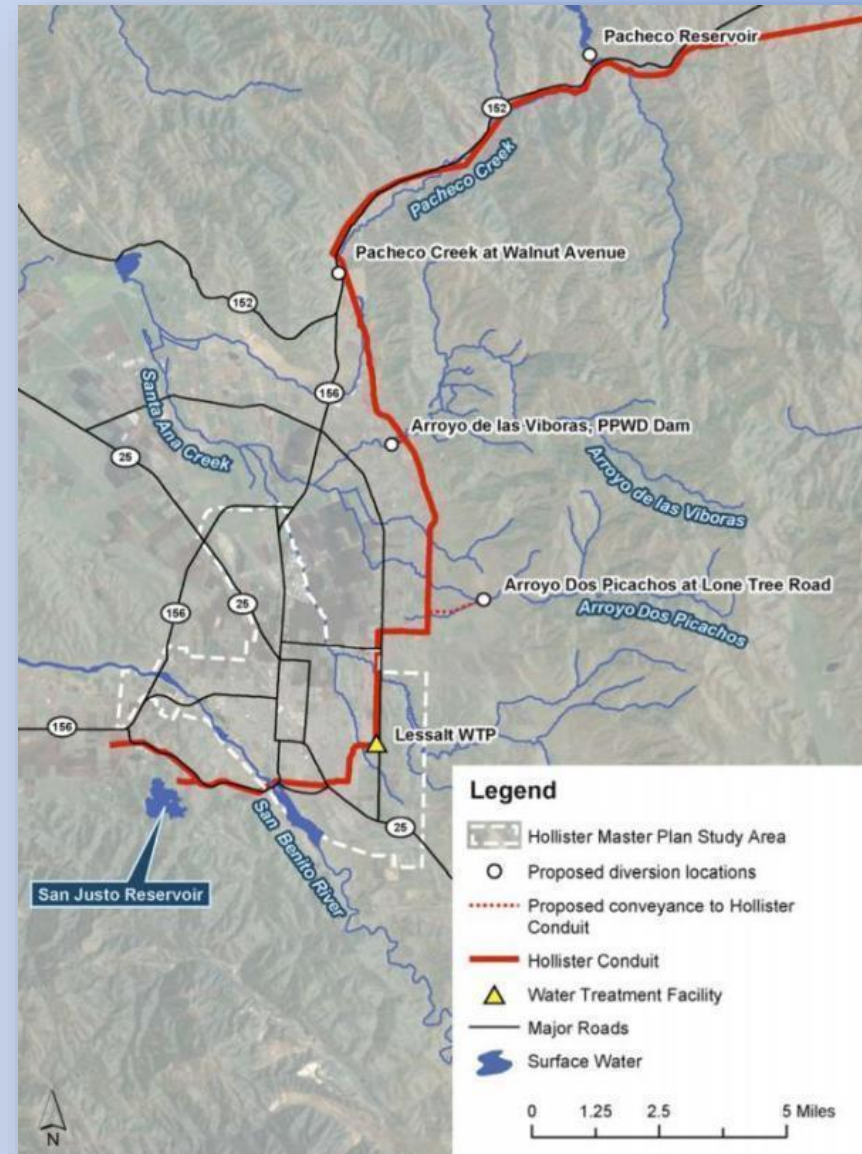 Pacheco Reservoir
152
Pacheco Creek
Pacheco Creek at Walnut Avenue
152
156
Santa Ana Creek
Arroyo de las Viboras, PPWD Dam
25
Arroyo de las Viboras
Arroyo Dos Picachos at Lone Tree Road
25
156
Arroyo Dos Picachos
156
Lessalt WTP
25
San Benito River
San Justo Reservoir
Legend
Hollister Master Plan Study Area
Proposed diversion locations
Proposed conveyance to Hollister
Conduit
Hollister Conduit
Water Treatment Facility
Major Roads
Surface Water
0 1.25 2.5 5 Miles
N